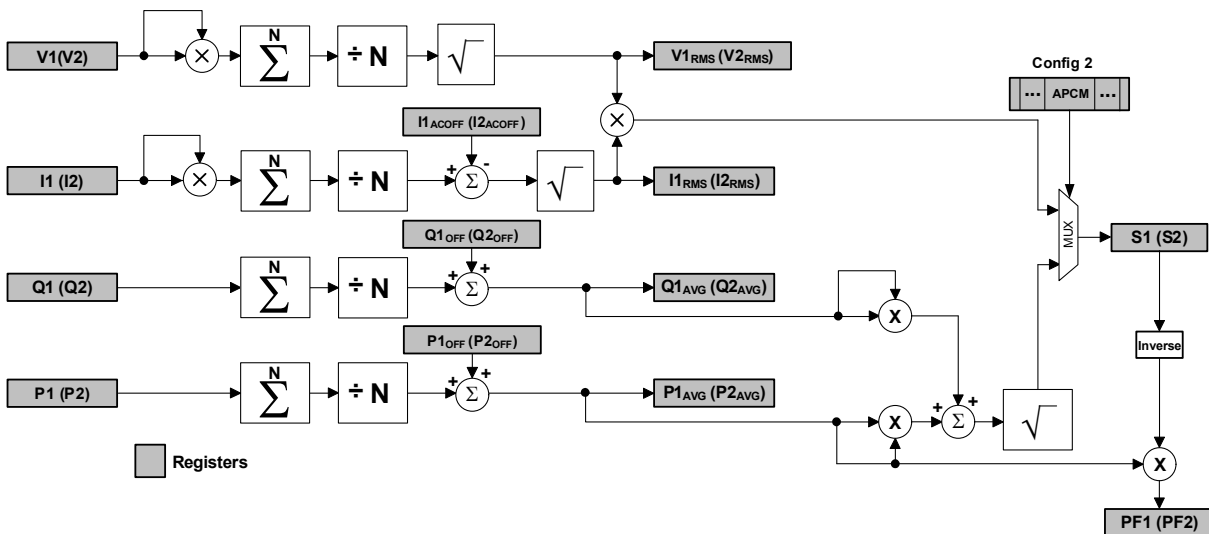 V1(V2)
×
N
∑
÷ N
√
V1RMS (V2RMS)
Config 2
... APCM ...
I1ACOFF (I2ACOFF)
×
I1 (I2)
×
N
∑
÷ N
+ -
Σ
√
I1RMS (I2RMS)
MUX
S1 (S2)
Q1OFF (Q2OFF)
Q1 (Q2)
N
∑
÷ N
+ +
Σ
Q1AVG (Q2AVG)
X
Inverse
P1OFF (P2OFF)
P1 (P2)
N
∑
÷ N
+ +
Σ
P1AVG (P2AVG)
X
+ +
Σ
√
X
Registers
PF1 (PF2)